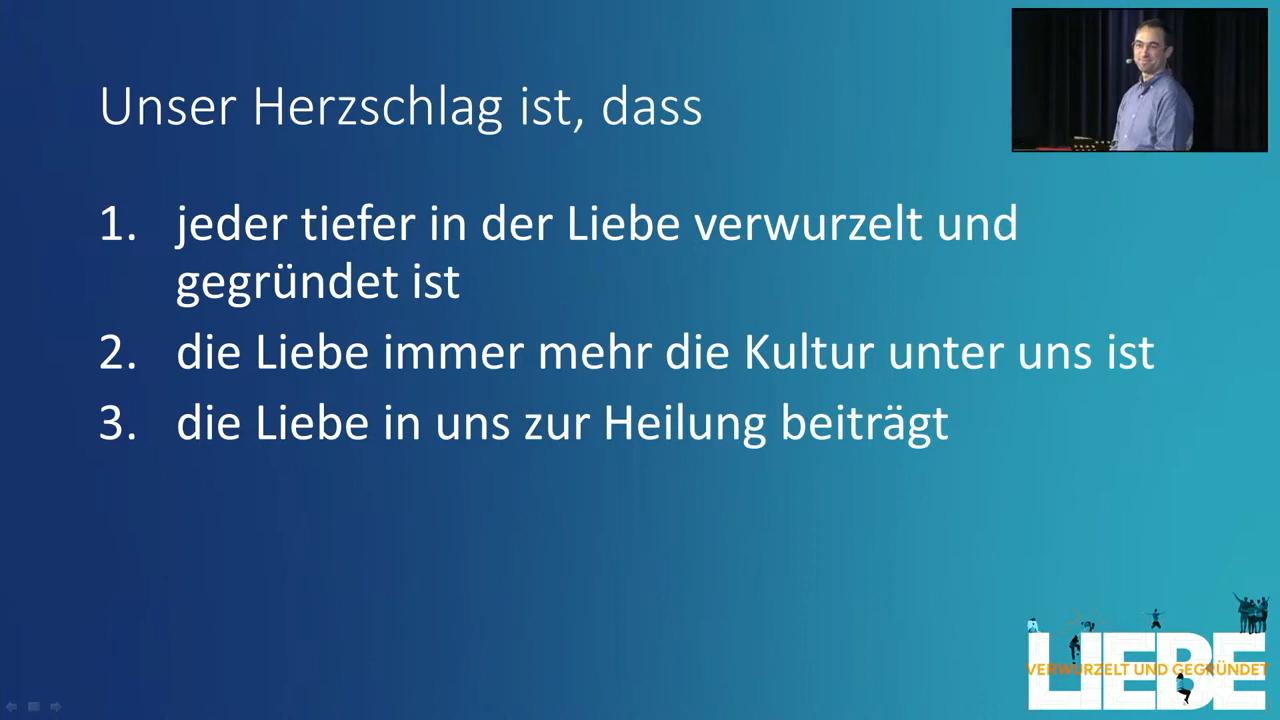 Unser Herzschlag ist, dass
1. jeder tiefer in der Liebe verwurzelt und
gegründet ist
2. die Liebe immer mehr die Kultur unter uns ist
3. die Liebe in uns zur Heilung beiträgt
LIEBE
VERWURZELT UND GEGRÜNDET